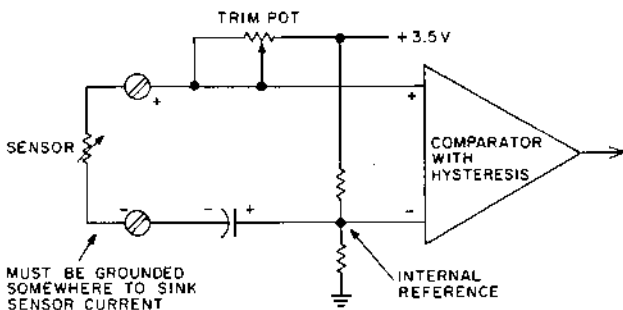 TRIM POT
+3.5V
+
SENSOR
+
COMPARATOR
WITH
HYSTERESIS
-
- +
-
MUST BE GROUNDED
SOMEWHERE TO SINK
SENSOR CURRENT
INTERNAL
REFERENCE